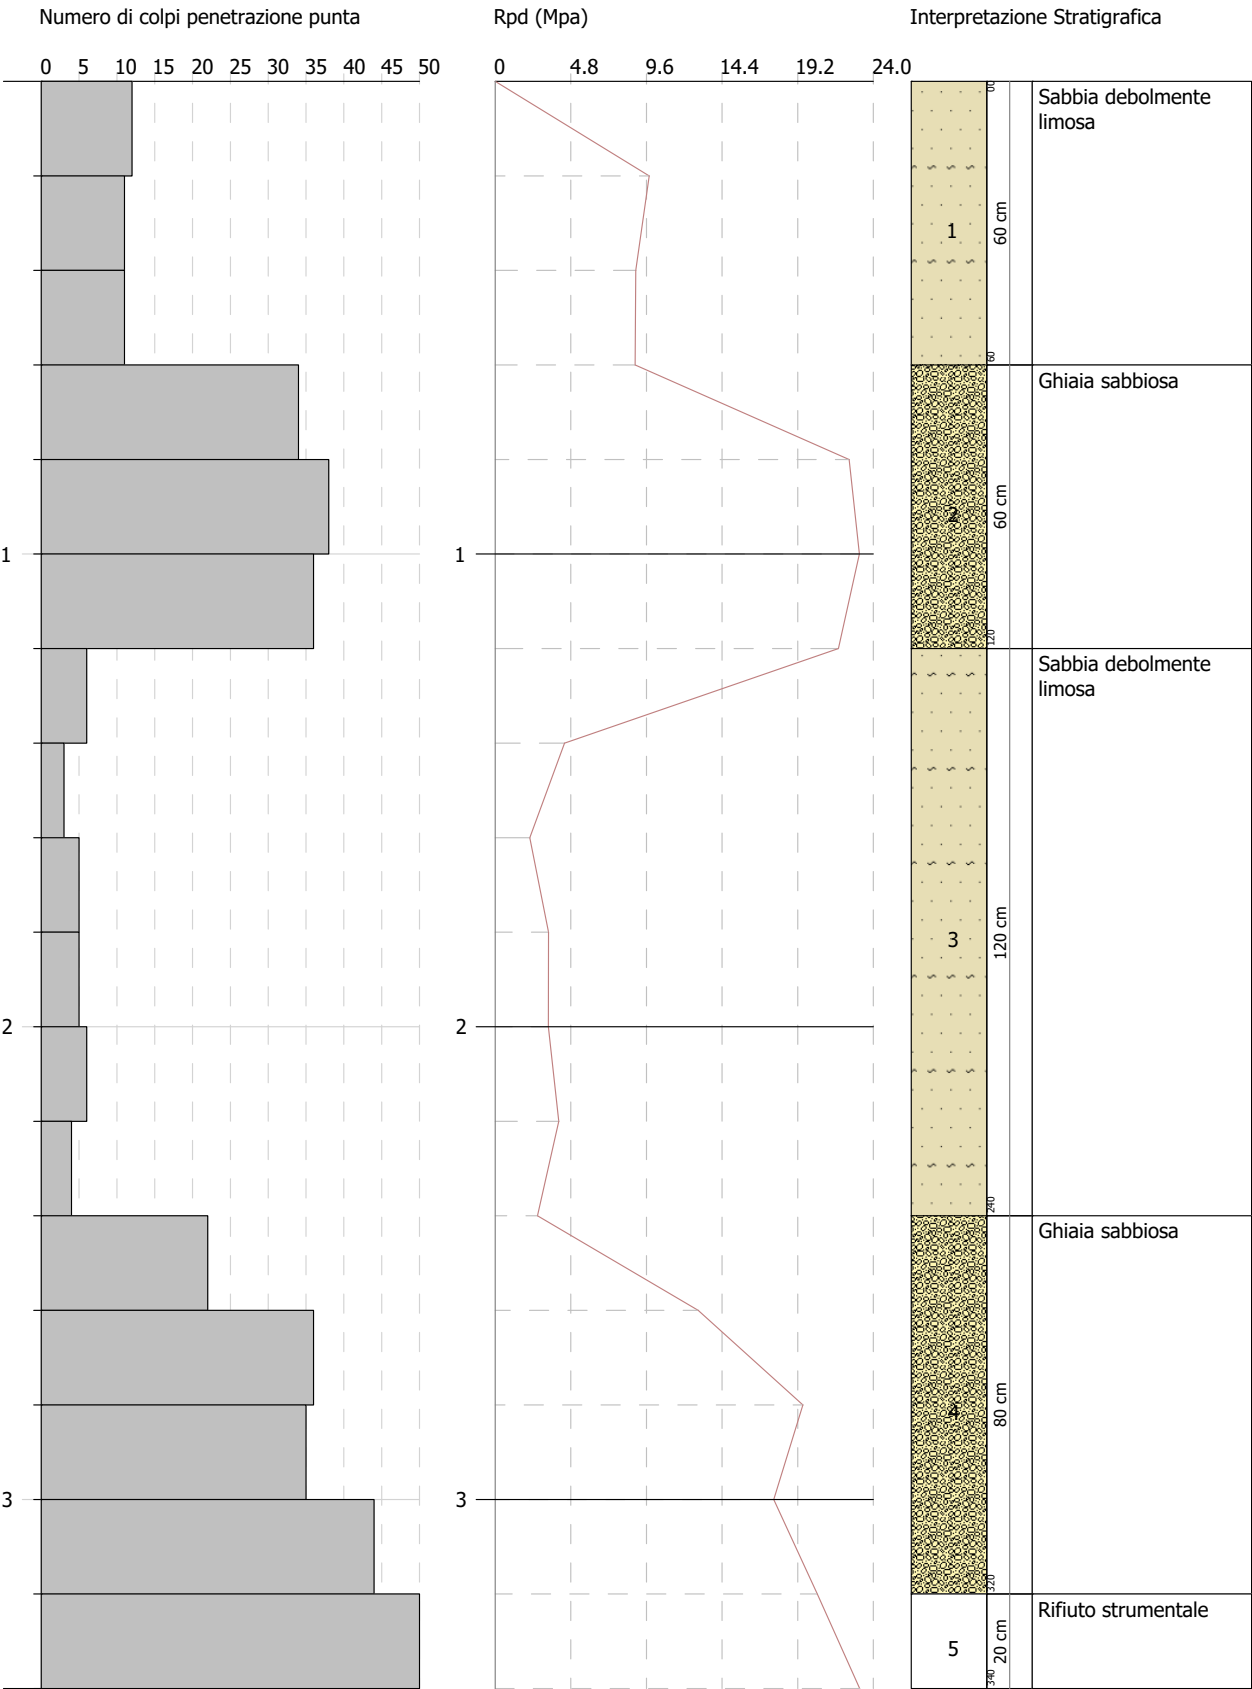 Numero di colpi penetrazione punta
Rpd (Mpa)
Interpretazione Stratigrafica
0 5 10 15 20 25 30 35 40 45 50
0 4.8 9.6 14.4 19.2 24.0
00
Sabbia debolmente
limosa
1
60 cm
60
Ghiaia sabbiosa
2
60 cm
1
1
120
Sabbia debolmente
limosa
3
120 cm
2
2
240
Ghiaia sabbiosa
4
80 cm
3
3
320
Rifiuto strumentale
5
20 cm
340